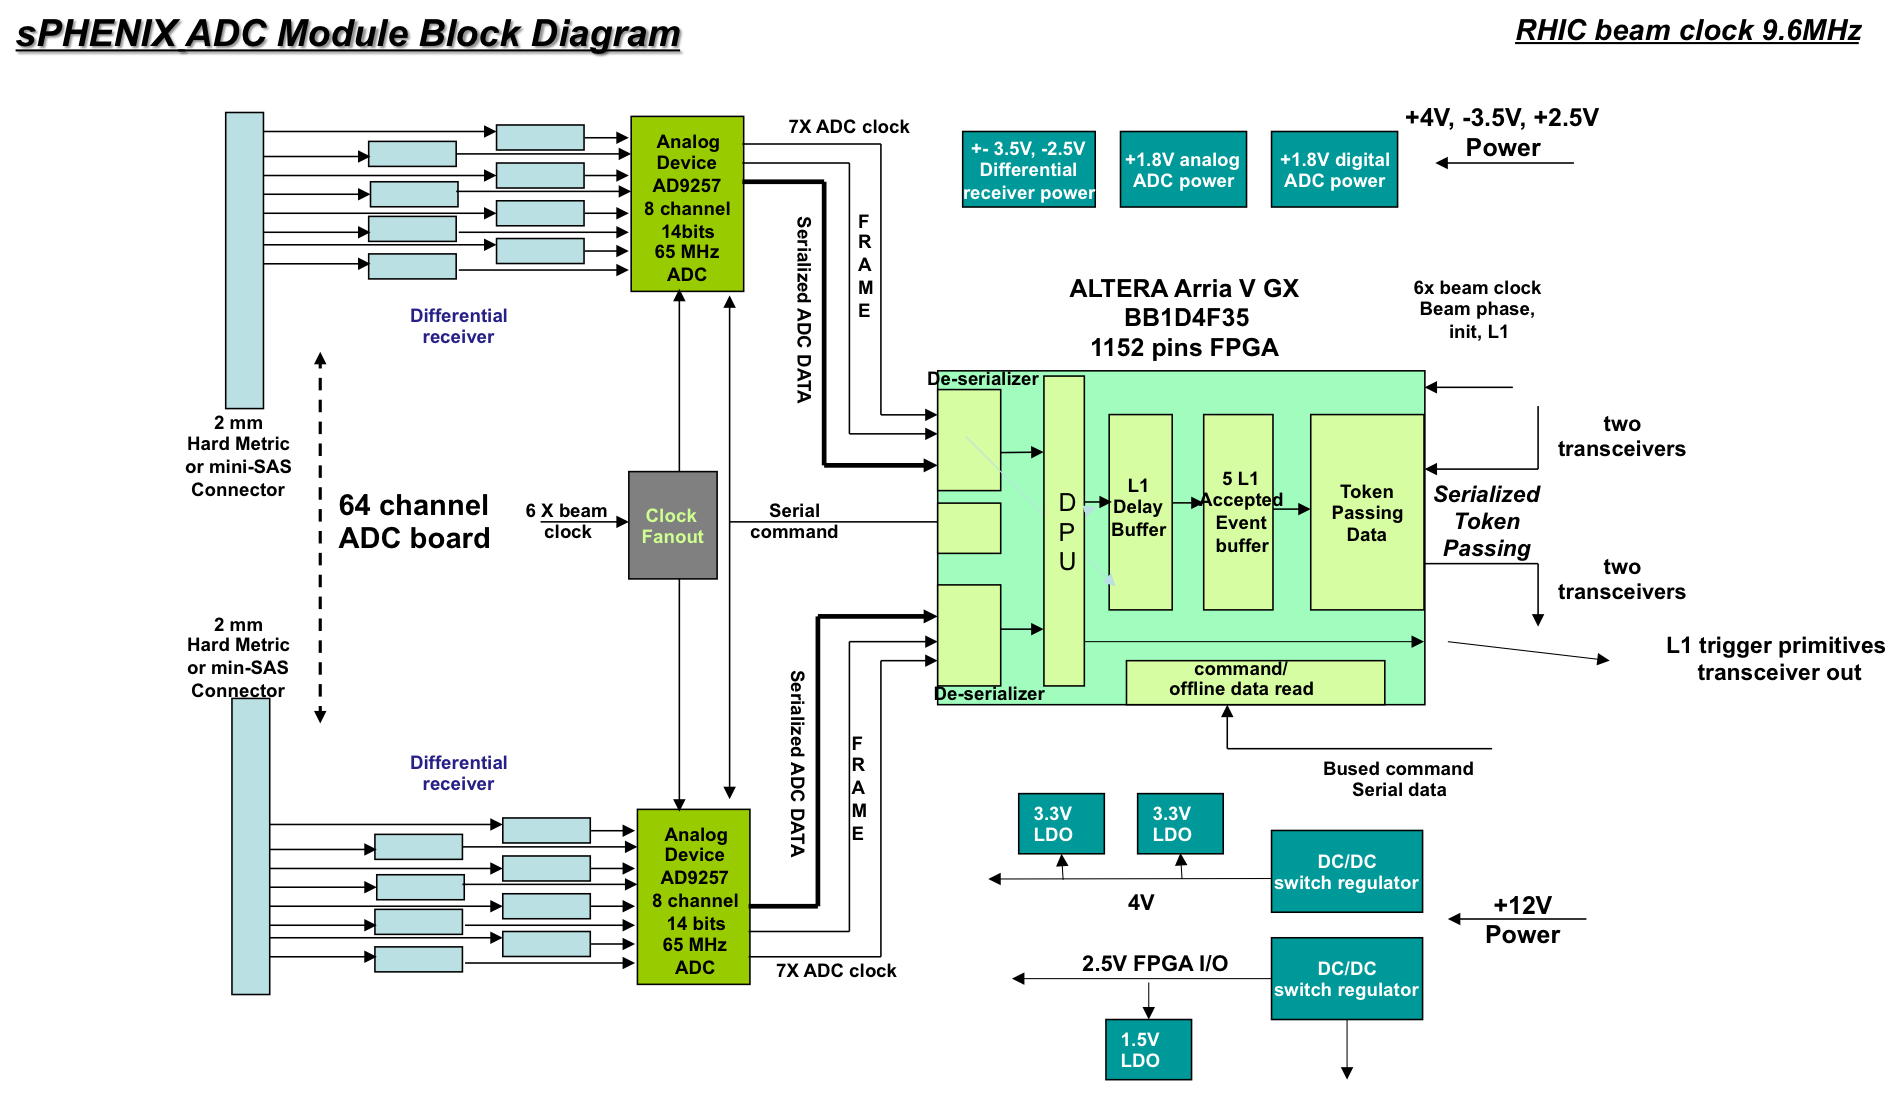 sPHENIX ADC Module Block Diagram
RHIC beam clock 9.6MHz
Analog
Device
AD9257
8 channel
14bits
65 MHz
ADC
7X ADC clock
FRAME
Serialized ADC DATA
+- 3.5V, -2.5V
Differential
receiver power
+1.8V analog
ADC power
+1.8V digital
ADC power
+4V, -3.5V, +2.5V
Power
Differential
receiver
2 mm
Hard Metric
or mini-SAS
Connector
64 channel
ADC board
6 X beam
clock
Clock
Fanout
Serial
command
ALTERA Arria V GX
BB1D4F35
1152 pins FPGA
6x beam clock
Beam phase,
init, L1
De-serializer
DPU
L1
Delay
Buffer
5 L1
Accepted
Event
buffer
Token
Passing
Data
two
transceivers
Serialized
Token
Passing
two
transceivers
L1 trigger primitives
transceiver out
De-serializer
command/
offline data read
Bused command
Serial data
2 mm
Hard Metric
or min-SAS
Connector
Differential
receiver
Analog
Device
AD9257
8 channel
14 bits
65 MHz
ADC
Serialized ADC DATA
FRAME
7X ADC clock
3.3V
LDO
3.3V
LDO
DC/DC
switch regulator
4V
+12V
Power
2.5V FPGA I/O
DC/DC
switch regulator
1.5V
LDO